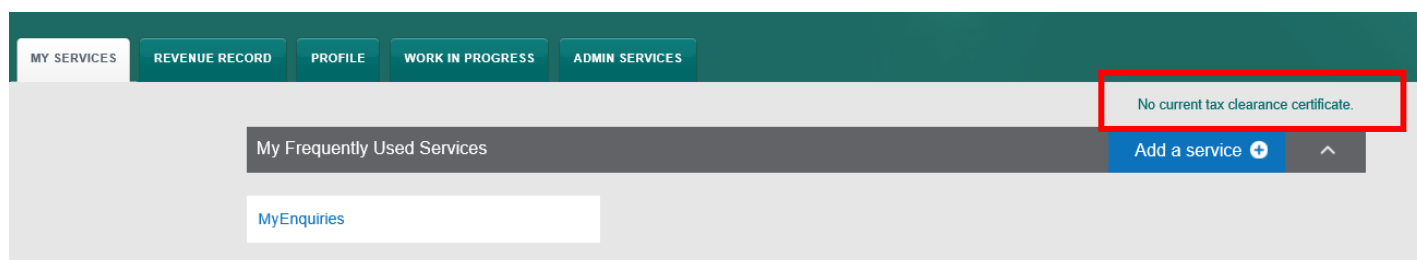 MY SERVICES REVENUE RECORD PROFILE WORK IN PROGRESS ADMIN SERVICES
No current tax clearance certificate.
My Frequently Used Services Add a service
MyEnquiries